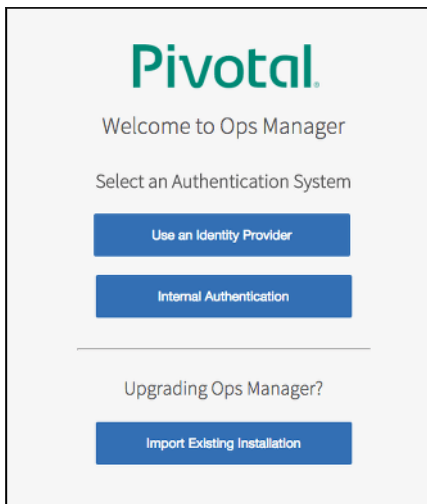 Pivotal.
Welcome to Ops Manager
Select an Authentication System
Use an Identity Provider
Internal Authentication
Upgrading Ops Manager?
Import Existing Installation